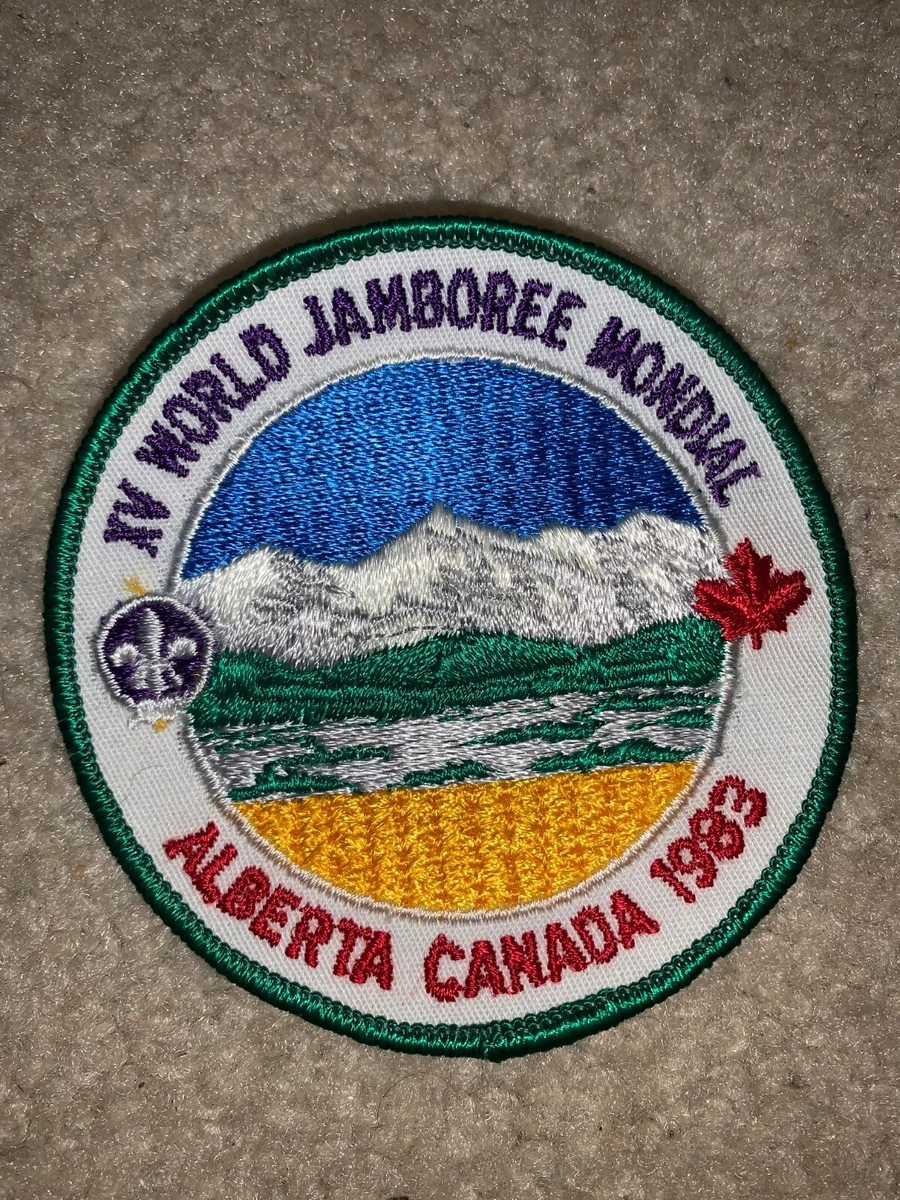 XV WORLD JAMBOREE MONDIAL
ALBERTA CANADA 1983